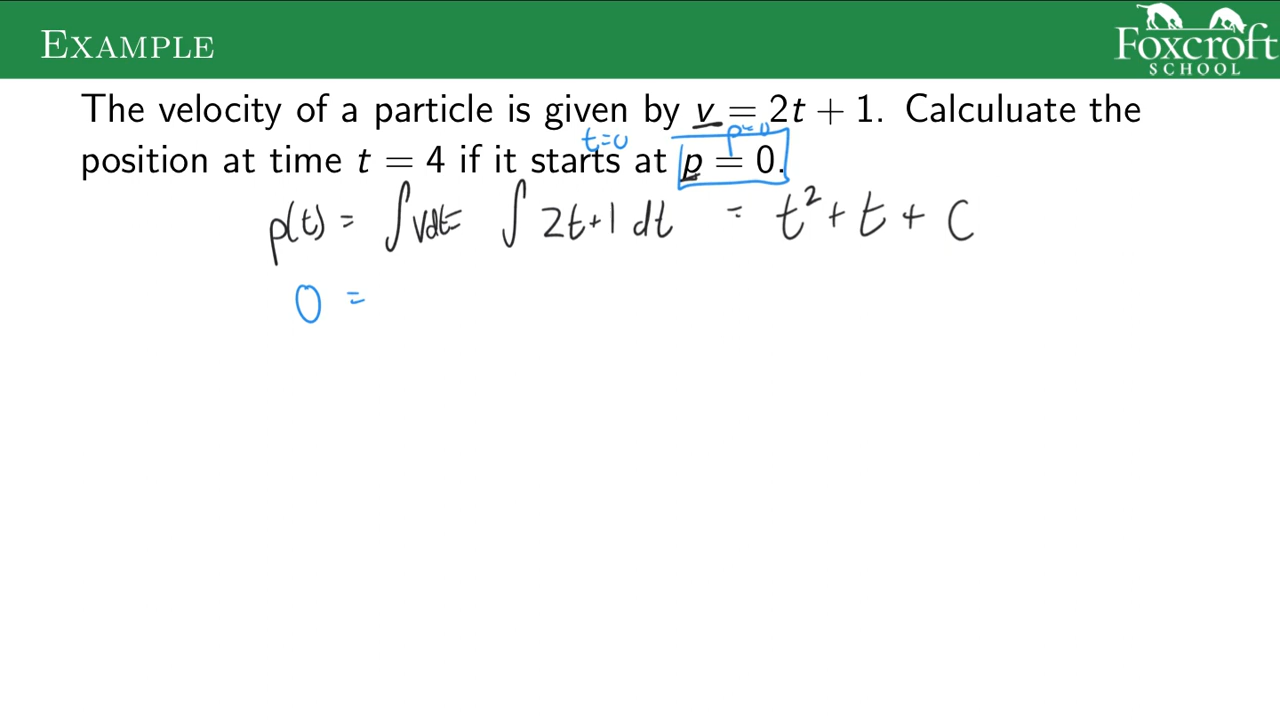 EXAMPLE
Foxcroft
SCHOOL
The velocity of a particle is given by v = 2t + 1. Calculuate the
t=0 p=0
position at time t = 4 if it starts at p = 0.
p(t) = ∫vdt= ∫ 2t+1 dt = t² + t + C
0 =